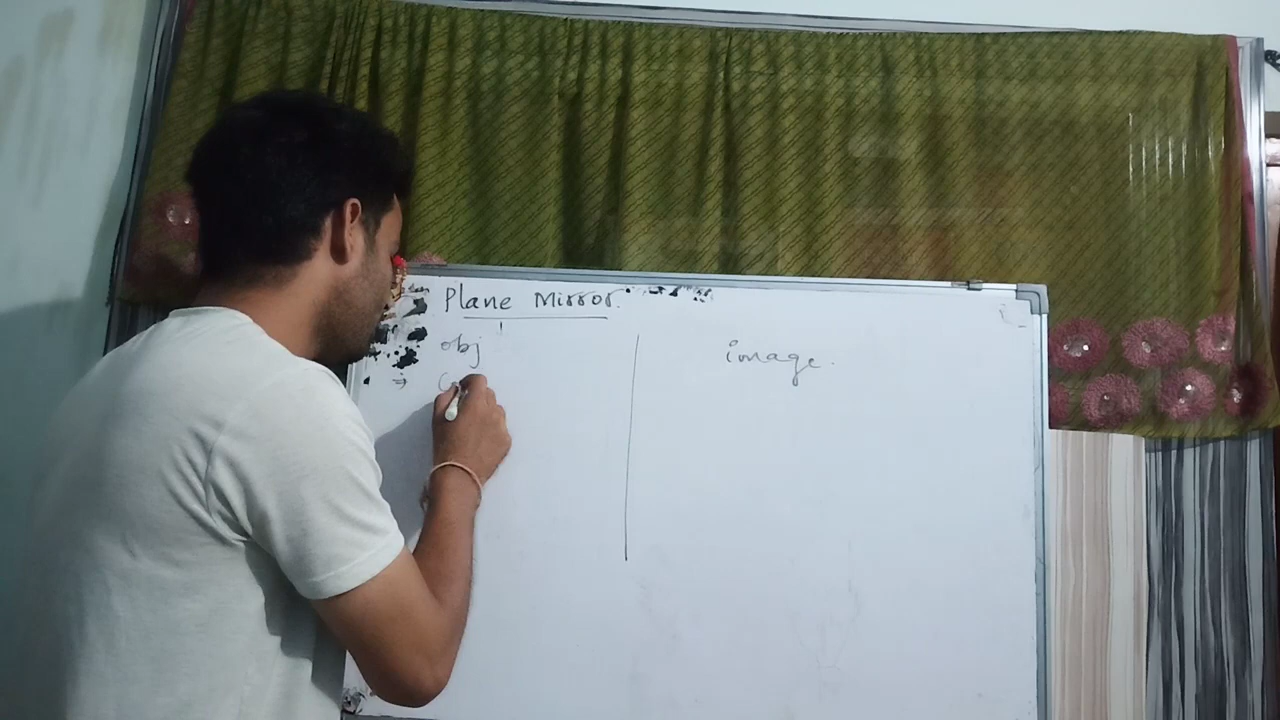 Plane Mirror.
obj
image.
⇒